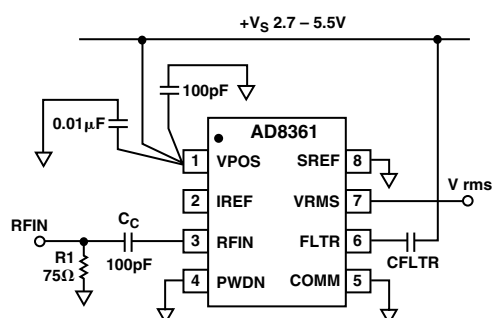 +VS 2.7 – 5.5V
100pF
0.01µF
AD8361
1 VPOS SREF 8
2 IREF VRMS 7
V rms
RFIN
CC
3 RFIN FLTR 6
R1
75Ω
100pF
CFLTR
4 PWDN COMM 5